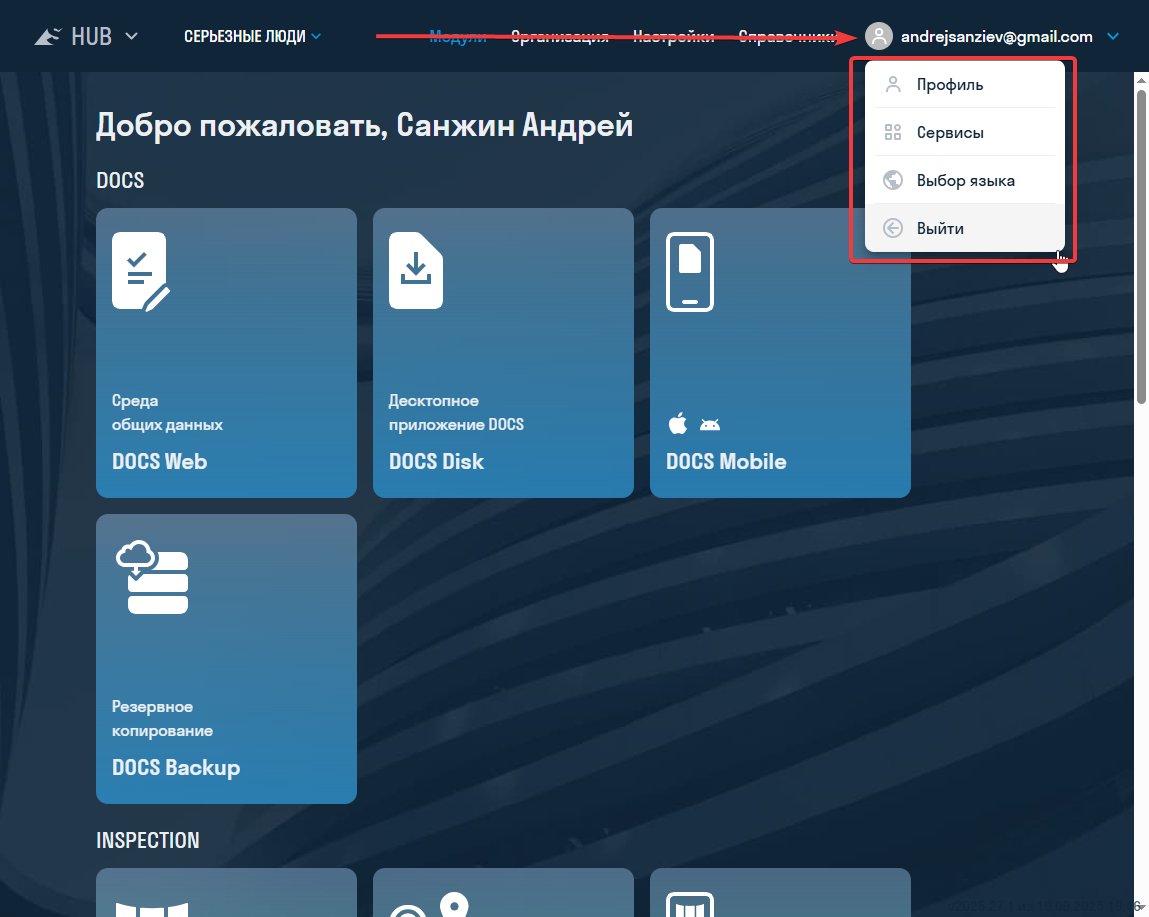 HUB
СЕРЬЕЗНЫЕ ЛЮДИ
Модули Организация Настройки Справочники
andrejsanziev@gmail.com
Профиль
Сервисы
Выбор языка
Выйти
Добро пожаловать, Санжин Андрей
DOCS
Среда
общих данных
DOCS Web
Десктопное
приложение DOCS
DOCS Disk
DOCS Mobile
Резервное
копирование
DOCS Backup
INSPECTION